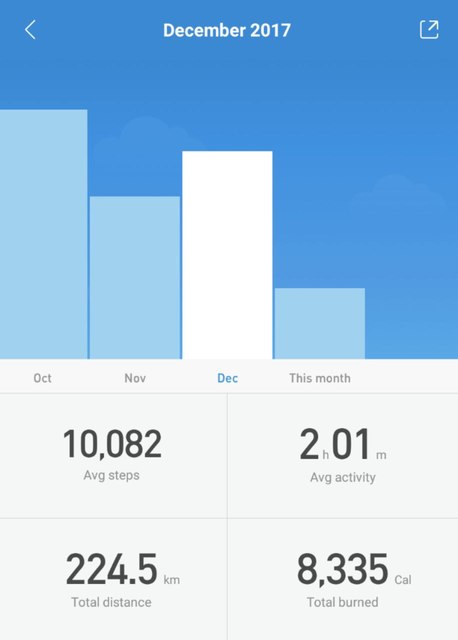 December 2017
Oct Nov Dec This month
10,082
Avg steps
2 h 01 m
Avg activity
224.5 km
Total distance
8,335 Cal
Total burned